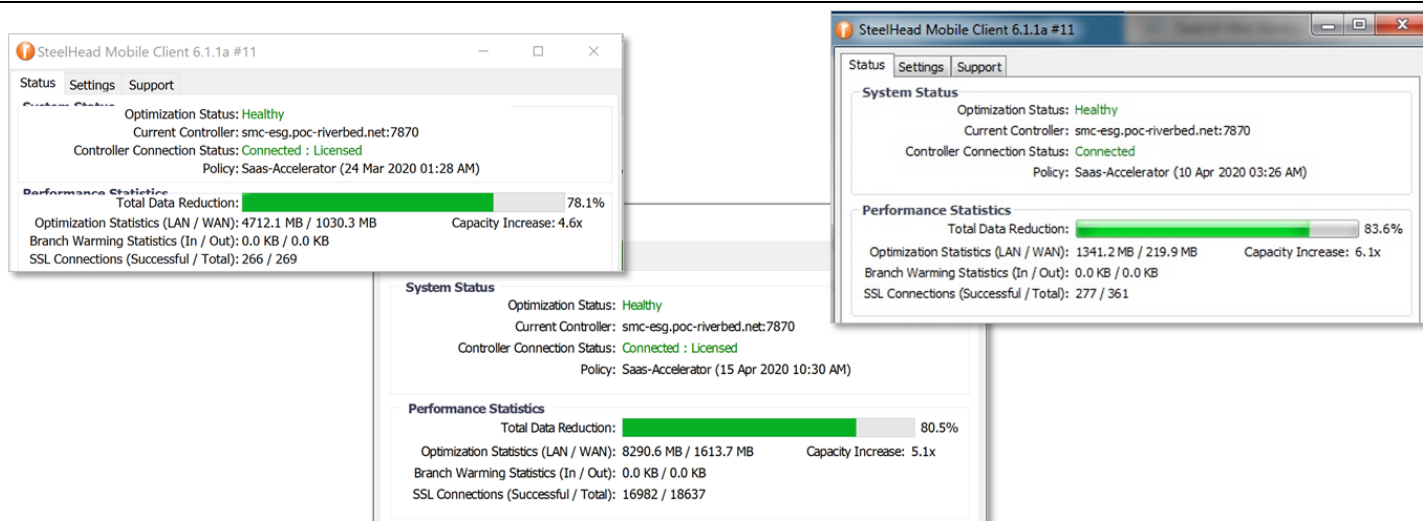 SteelHead Mobile Client 6.1.1a #11
Status Settings Support
System Status
Optimization Status: Healthy
Current Controller: smc-esg.poc-riverbed.net:7870
Controller Connection Status: Connected : Licensed
Policy: Saas-Accelerator (24 Mar 2020 01:28 AM)
Performance Statistics
Total Data Reduction: 78.1%
Optimization Statistics (LAN / WAN): 4712.1 MB / 1030.3 MB Capacity Increase: 4.6x
Branch Warming Statistics (In / Out): 0.0 KB / 0.0 KB
SSL Connections (Successful / Total): 266 / 269
SteelHead Mobile Client 6.1.1a #11
Status Settings Support
System Status
Optimization Status: Healthy
Current Controller: smc-esg.poc-riverbed.net:7870
Controller Connection Status: Connected
Policy: Saas-Accelerator (10 Apr 2020 03:26 AM)
Performance Statistics
Total Data Reduction: 83.6%
Optimization Statistics (LAN / WAN): 1341.2 MB / 219.9 MB Capacity Increase: 6.1x
Branch Warming Statistics (In / Out): 0.0 KB / 0.0 KB
SSL Connections (Successful / Total): 277 / 361
System Status
Optimization Status: Healthy
Current Controller: smc-esg.poc-riverbed.net:7870
Controller Connection Status: Connected : Licensed
Policy: Saas-Accelerator (15 Apr 2020 10:30 AM)
Performance Statistics
Total Data Reduction: 80.5%
Optimization Statistics (LAN / WAN): 8290.6 MB / 1613.7 MB Capacity Increase: 5.1x
Branch Warming Statistics (In / Out): 0.0 KB / 0.0 KB
SSL Connections (Successful / Total): 16982 / 18637